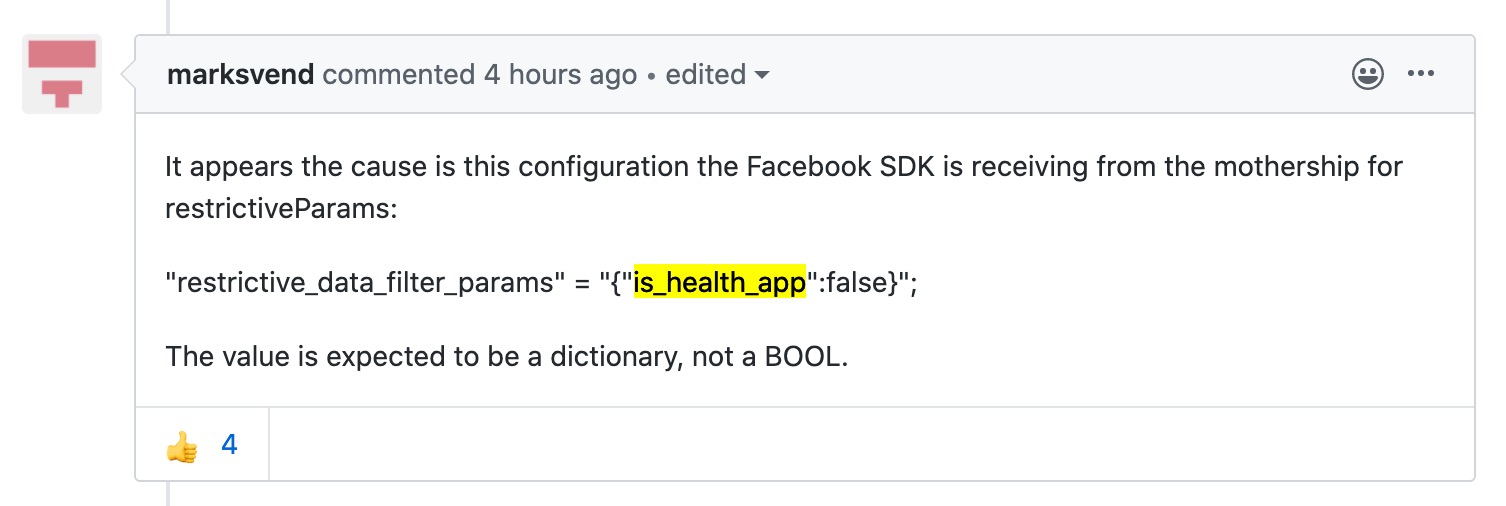 marksvend commented 4 hours ago • edited
It appears the cause is this configuration the Facebook SDK is receiving from the mothership for
restrictiveParams:
"restrictive_data_filter_params" = "{"is_health_app":false}";
The value is expected to be a dictionary, not a BOOL.
👍 4